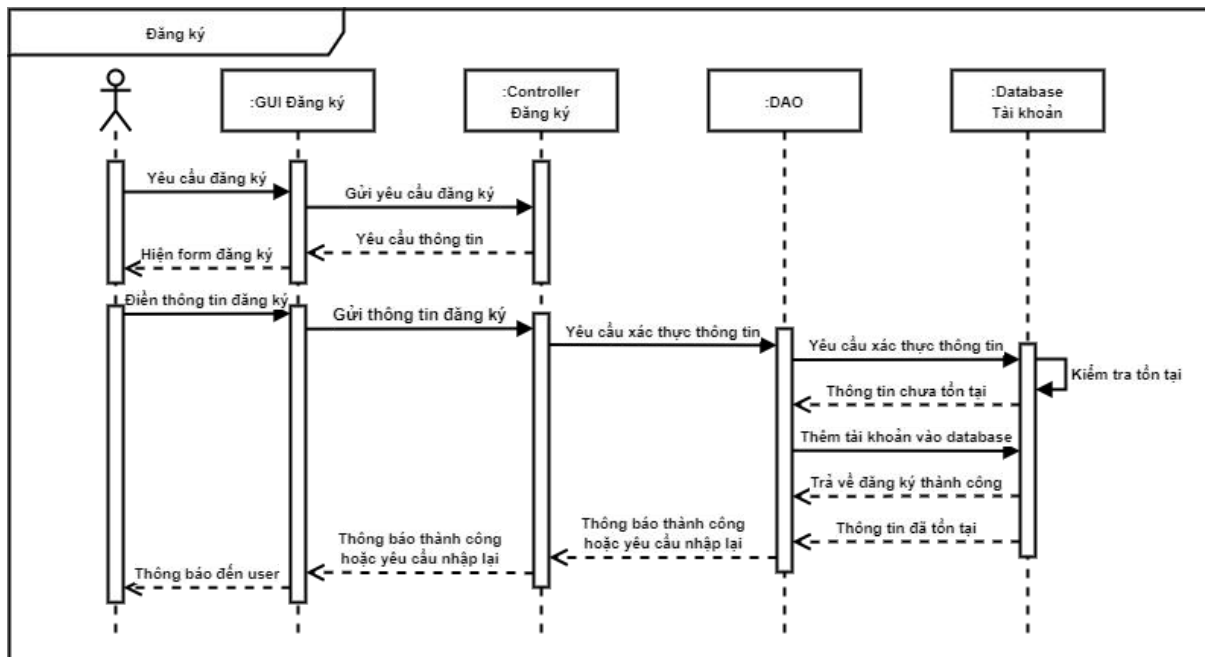 Đăng ký
:GUI Đăng ký
:Controller
Đăng ký
:DAO
:Database
Tài khoản
Yêu cầu đăng ký
Gửi yêu cầu đăng ký
Yêu cầu thông tin
Hiện form đăng ký
Điền thông tin đăng ký
Gửi thông tin đăng ký
Yêu cầu xác thực thông tin
Yêu cầu xác thực thông tin
Kiểm tra tồn tại
Thông tin chưa tồn tại
Thêm tài khoản vào database
Trả về đăng ký thành công
Thông tin đã tồn tại
Thông báo thành công
hoặc yêu cầu nhập lại
Thông báo thành công
hoặc yêu cầu nhập lại
Thông báo đến user